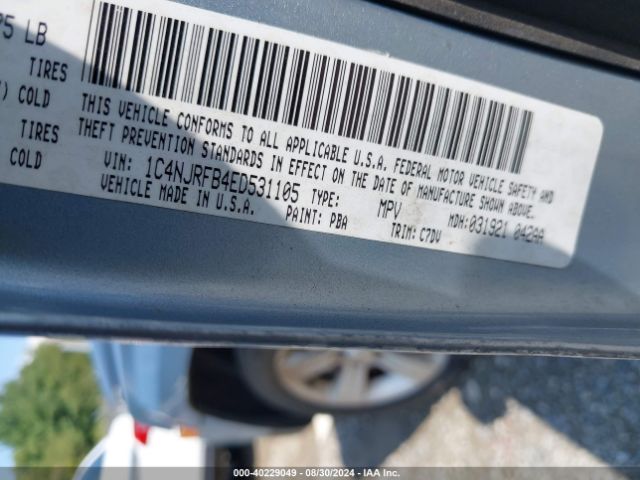 P5 LB
TIRES
) COLD
TIRES
COLD
THIS VEHICLE CONFORMS TO ALL APPLICABLE U.S.A. FEDERAL MOTOR VEHICLE SAFETY AND
THEFT PREVENTION STANDARDS IN EFFECT ON THE DATE OF MANUFACTURE SHOWN ABOVE.
VIN: 1C4NJRFB4ED531105 TYPE: MPV MDH:031921 042AA
VEHICLE MADE IN U.S.A. PAINT: PBA TRIM: C7DV
000-40229049 - 08/30/2024 - IAA Inc.